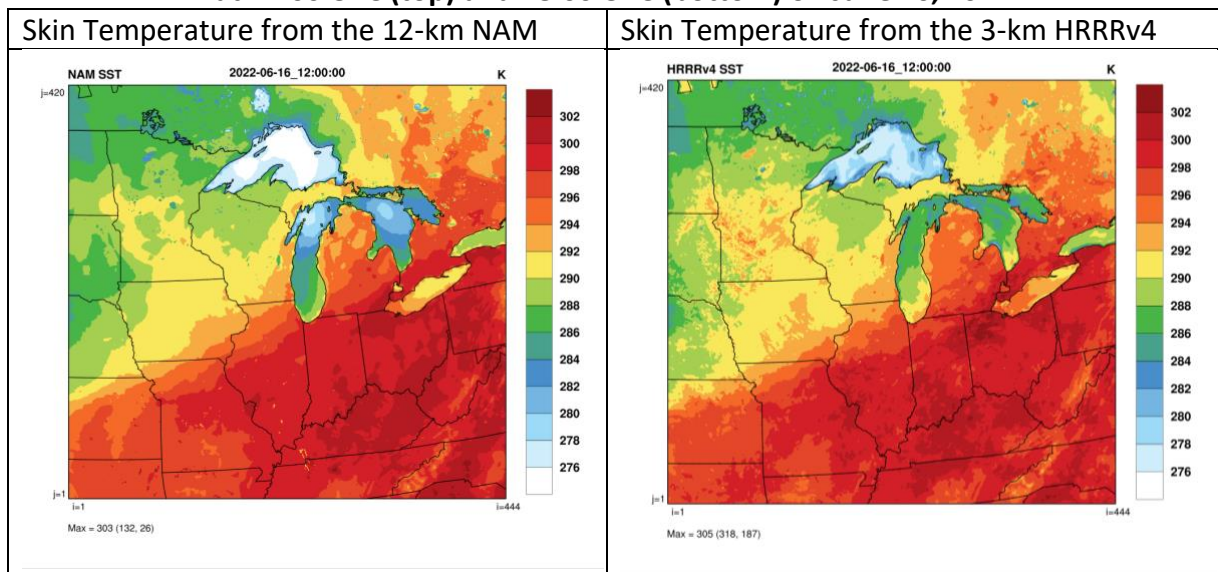 Skin Temperature from the 12-km NAM
Skin Temperature from the 3-km HRRRv4
NAM SST 2022-06-16_12:00:00 K
j=420
302
300
298
296
294
292
290
288
286
284
282
280
278
276
j=1
i=1 i=444
Max = 303 (132, 26)
HRRRv4 SST 2022-06-16_12:00:00 K
j=420
302
300
298
296
294
292
290
288
286
284
282
280
278
276
j=1
i=1 i=444
Max = 305 (318, 187)